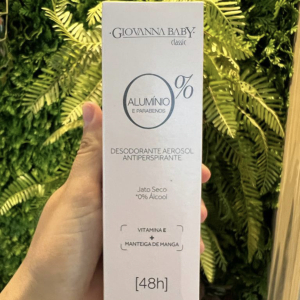 GIOVANNA BABY
Classic
0%
ALUMÍNIO
E PARABENOS
DESODORANTE AEROSOL
ANTIPERSPIRANTE
Jato Seco
*0% Álcool
VITAMINA E
+
MANTEIGA DE MANGA
[48h]